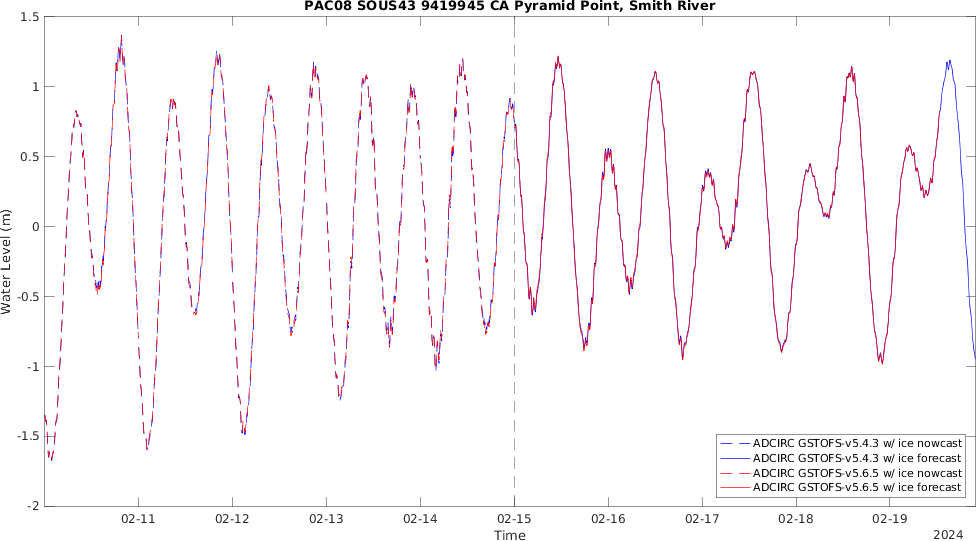 PAC08 SOUS43 9419945 CA Pyramid Point, Smith River
1.5
1
0.5
0
-0.5
-1
-1.5
-2
Water Level (m)
02-11
02-12
02-13
02-14
02-15
02-16
02-17
02-18
02-19
Time
2024
ADCIRC GSTOFS-v5.4.3 w/ ice nowcast
ADCIRC GSTOFS-v5.4.3 w/ ice forecast
ADCIRC GSTOFS-v5.6.5 w/ ice nowcast
ADCIRC GSTOFS-v5.6.5 w/ ice forecast